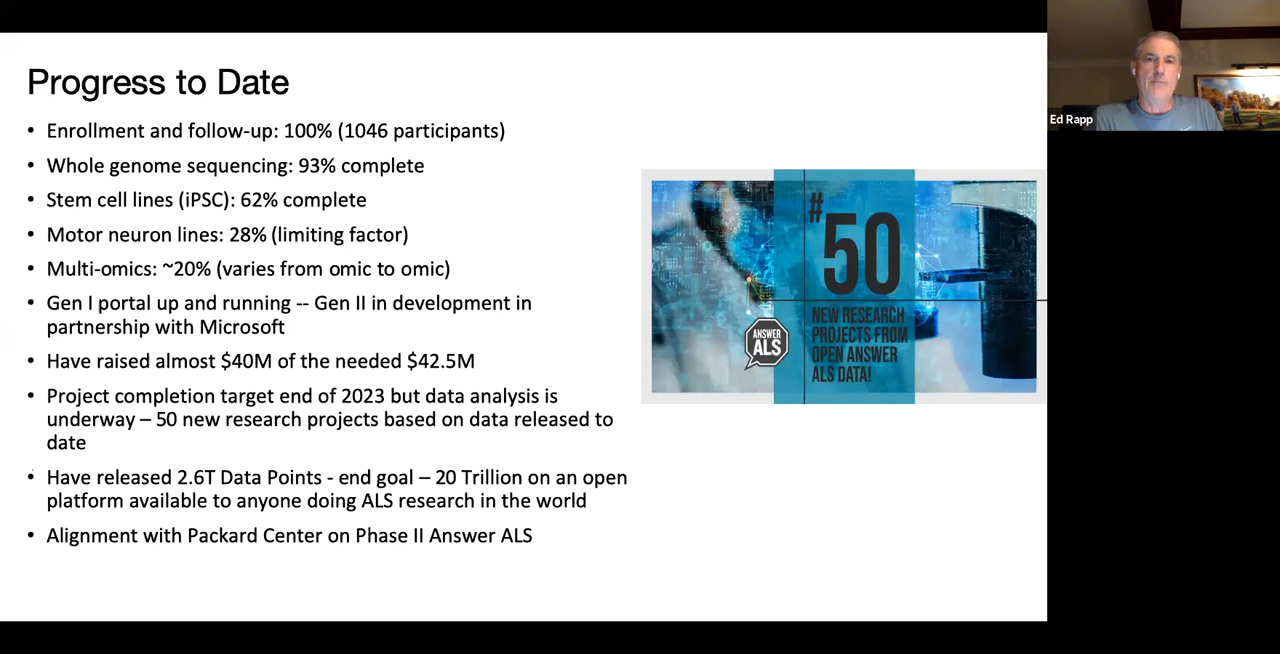 Progress to Date
• Enrollment and follow-up: 100% (1046 participants)
• Whole genome sequencing: 93% complete
• Stem cell lines (iPSC): 62% complete
• Motor neuron lines: 28% (limiting factor)
• Multi-omics: ~20% (varies from omic to omic)
• Gen I portal up and running -- Gen II in development in
partnership with Microsoft
• Have raised almost $40M of the needed $42.5M
• Project completion target end of 2023 but data analysis is
underway – 50 new research projects based on data released to
date
• Have released 2.6T Data Points - end goal – 20 Trillion on an open
platform available to anyone doing ALS research in the world
• Alignment with Packard Center on Phase II Answer ALS
#50
NEW RESEARCH
PROJECTS FROM
OPEN ANSWER
ALS DATA!
ANSWER
ALS
Ed Rapp